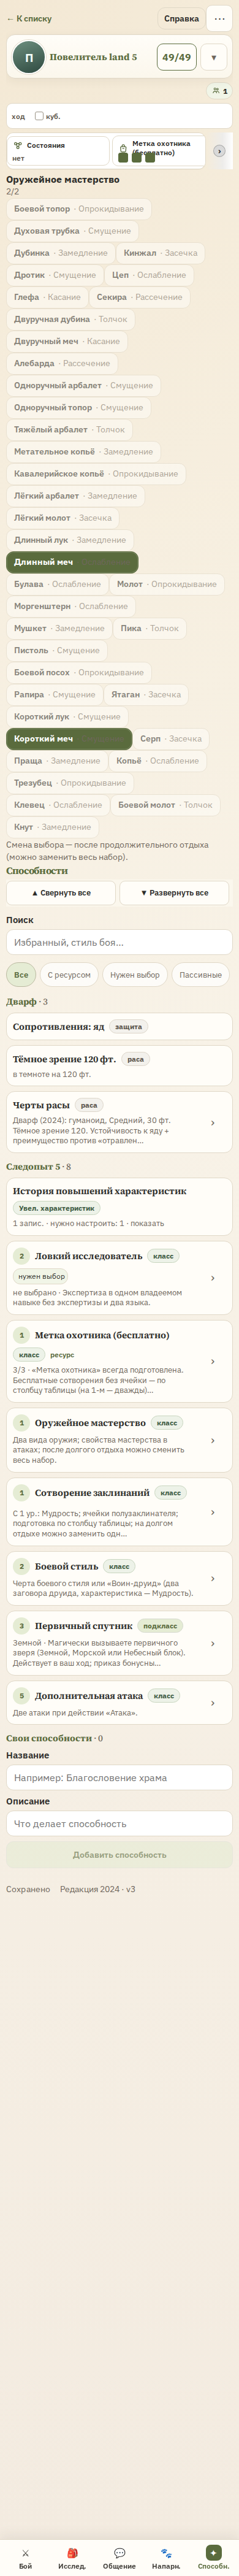 ← К списку
Справка
⋯
П
Повелитель land 5
49/49
▾
1
ход куб.
Состояния
нет
Метка охотника
(бесплатно)
Оружейное мастерство
2/2
Боевой топор · Опрокидывание
Духовая трубка · Смущение
Дубинка · Замедление Кинжал · Засечка
Дротик · Смущение Цеп · Ослабление
Глефа · Касание Секира · Рассечение
Двуручная дубина · Толчок
Двуручный меч · Касание
Алебарда · Рассечение
Одноручный арбалет · Смущение
Одноручный топор · Смущение
Тяжёлый арбалет · Толчок
Метательное копьё · Замедление
Кавалерийское копьё · Опрокидывание
Лёгкий арбалет · Замедление
Лёгкий молот · Засечка
Длинный лук · Замедление
Длинный меч
Булава · Ослабление Молот · Опрокидывание
Моргенштерн · Ослабление
Мушкет · Замедление Пика · Толчок
Пистоль · Смущение
Боевой посох · Опрокидывание
Рапира · Смущение Ятаган · Засечка
Короткий лук · Смущение
Короткий меч Серп · Засечка
Праща · Замедление Копьё · Ослабление
Трезубец · Опрокидывание
Клевец · Ослабление Боевой молот · Толчок
Кнут · Замедление
Смена выбора — после продолжительного отдыха
(можно заменить весь набор).
Способности
▲ Свернуть все
▼ Развернуть все
Поиск
Избранный, стиль боя…
Все
С ресурсом
Нужен выбор
Пассивные
Дварф · 3
Сопротивления: яд защита
Тёмное зрение 120 фт. раса
в темноте на 120 фт.
Черты расы раса
Дварф (2024): гуманоид, Средний, 30 фт.
Тёмное зрение 120. Устойчивость к яду +
преимущество против «отравлен…
Следопыт 5 · 8
История повышений характеристик
Увел. характеристик
1 запис. · нужно настроить: 1 · показать
2 Ловкий исследователь класс
нужен выбор
не выбрано · Экспертиза в одном владеемом
навыке без экспертизы и два языка.
1 Метка охотника (бесплатно)
класс ресурс
3/3 · «Метка охотника» всегда подготовлена.
Бесплатные сотворения без ячейки — по
столбцу таблицы (на 1-м — дважды)…
1 Оружейное мастерство класс
Два вида оружия; свойства мастерства в
атаках; после долгого отдыха можно сменить
весь набор.
1 Сотворение заклинаний класс
С 1 ур.: Мудрость; ячейки полузаклинателя;
подготовка по столбцу таблицы; на долгом
отдыхе можно заменить одн…
2 Боевой стиль класс
Черта боевого стиля или «Воин-друид» (два
заговора друида, характеристика — Мудрость).
3 Первичный спутник подкласс
Земной · Магически вызываете первичного
зверя (Земной, Морской или Небесный блок).
Действует в ваш ход; приказ бонусны…
5 Дополнительная атака класс
Две атаки при действии «Атака».
Свои способности · 0
Название
Например: Благословение храма
Описание
Что делает способность
Добавить способность
Сохранено Редакция 2024 · v3
Бой
Исслед.
Общение
Напарн.
Способн.